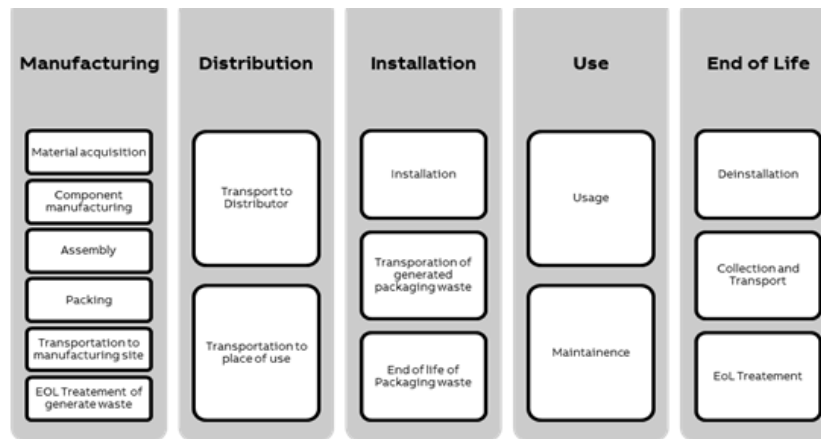 Manufacturing
Material acquisition
Component
manufacturing
Assembly
Packing
Transportation to
manufacturing site
EOL Treatement of
generate waste
Distribution
Transport to
Distributor
Transportation to
place of use
Installation
Installation
Transporation of
generated
packaging waste
End of life of
Packaging waste
Use
Usage
Maintainence
End of Life
Deinstallation
Collection and
Transport
EoL Treatement